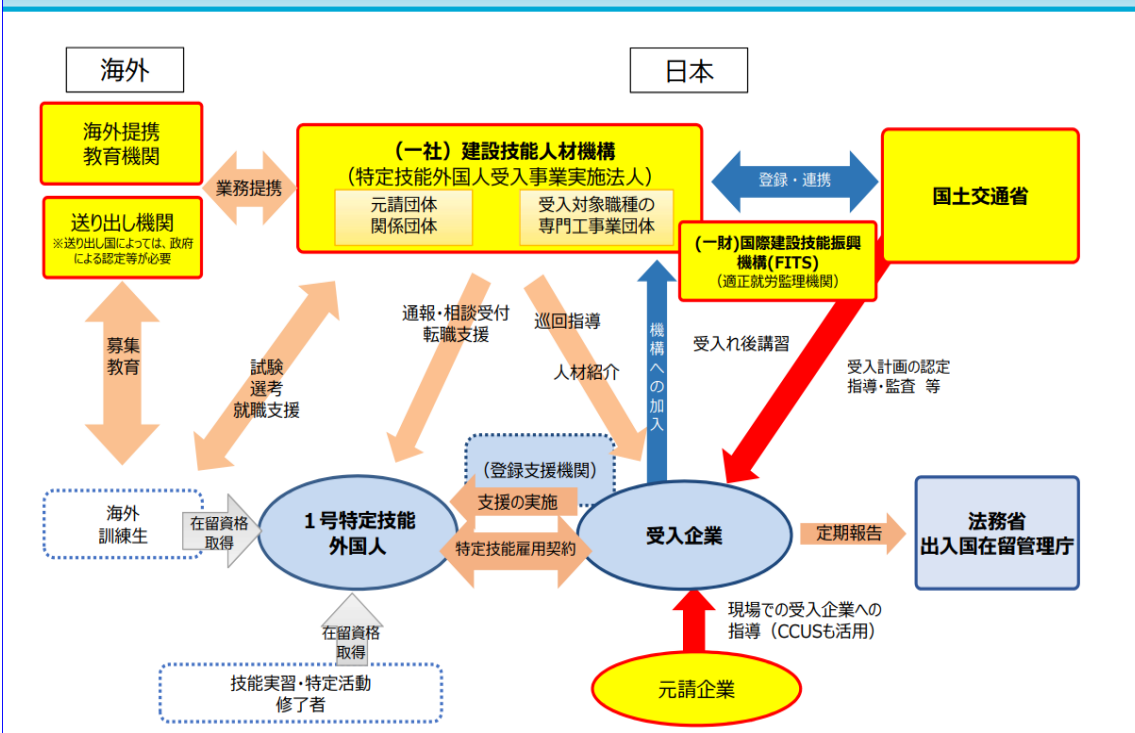 海外
日本
海外提携
教育機関
業務提携
送り出し機関
※送り出し国によっては、政府
による認定等が必要
(一社) 建設技能人材機構
(特定技能外国人受入事業実施法人)
元請団体
関係団体
受入対象職種の
専門工事業団体
登録・連携
国土交通省
(一財)国際建設技能振興
機構(FITS)
(適正就労監理機関)
募集
教育
試験
選考
就職支援
通報・相談受付
転職支援
巡回指導
人材紹介
機構への加入
受入れ後講習
受入計画の認定
指導・監査 等
(登録支援機関)
支援の実施
海外
訓練生
在留資格
取得
1号特定技能
外国人
特定技能雇用契約
受入企業
定期報告
法務省
出入国在留管理庁
在留資格
取得
技能実習・特定活動
修了者
現場での受入企業への
指導(CCUSも活用)
元請企業